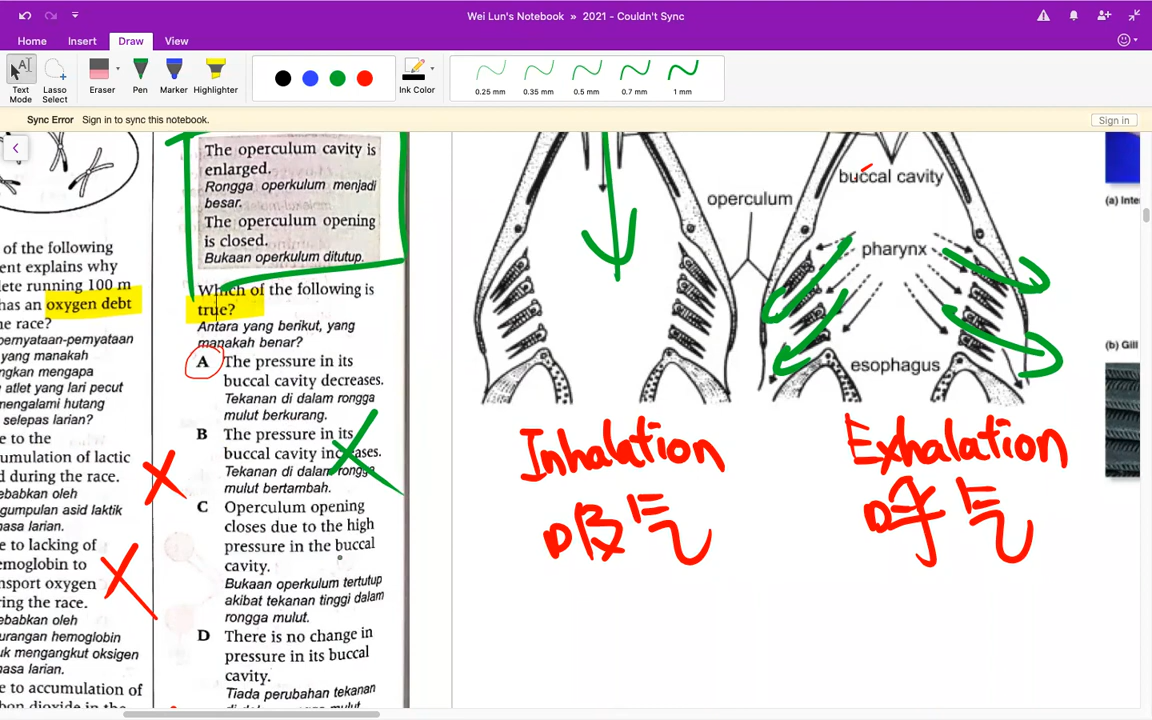 Wei Lun's Notebook » 2021 - Couldn't Sync
Home Insert Draw View
Text Mode
Lasso Select
Eraser
Pen
Marker
Highlighter
Ink Color
0.25 mm 0.35 mm 0.5 mm 0.7 mm 1 mm
Sync Error Sign in to sync this notebook.
Sign in
of the following
ent explains why
lete running 100 m
has an oxygen debt
he race?
pernyataan-pernyataan
yang manakah
ngkan mengapa
atlet yang lari pecut
mengalami hutang
selepas larian?
e to the
umulation of lactic
d during the race.
ebabkan oleh
gumpulan asid laktik
asa larian.
e to lacking of
emoglobin to
nsport oxygen
ring the race.
ebabkan oleh
urangan hemoglobin
uk mengangkut oksigen
asa larian.
e to accumulation of
bon dioxide in the
The operculum cavity is
enlarged.
Rongga operkulum menjadi
besar.
The operculum opening
is closed.
Bukaan operkulum ditutup.
Which of the following is
true?
Antara yang berikut, yang
manakah benar?
A The pressure in its
buccal cavity decreases.
Tekanan di dalam rongga
mulut berkurang.
B The pressure in its
buccal cavity increases.
Tekanan di dalam rongga
mulut bertambah.
C Operculum opening
closes due to the high
pressure in the buccal
cavity.
Bukaan operkulum tertutup
akibat tekanan tinggi dalam
rongga mulut.
D There is no change in
pressure in its buccal
cavity.
Tiada perubahan tekanan
buccal cavity
operculum
pharynx
esophagus
Inhalation
吸气
Exhalation
呼气
(a) Inte
(b) Gill